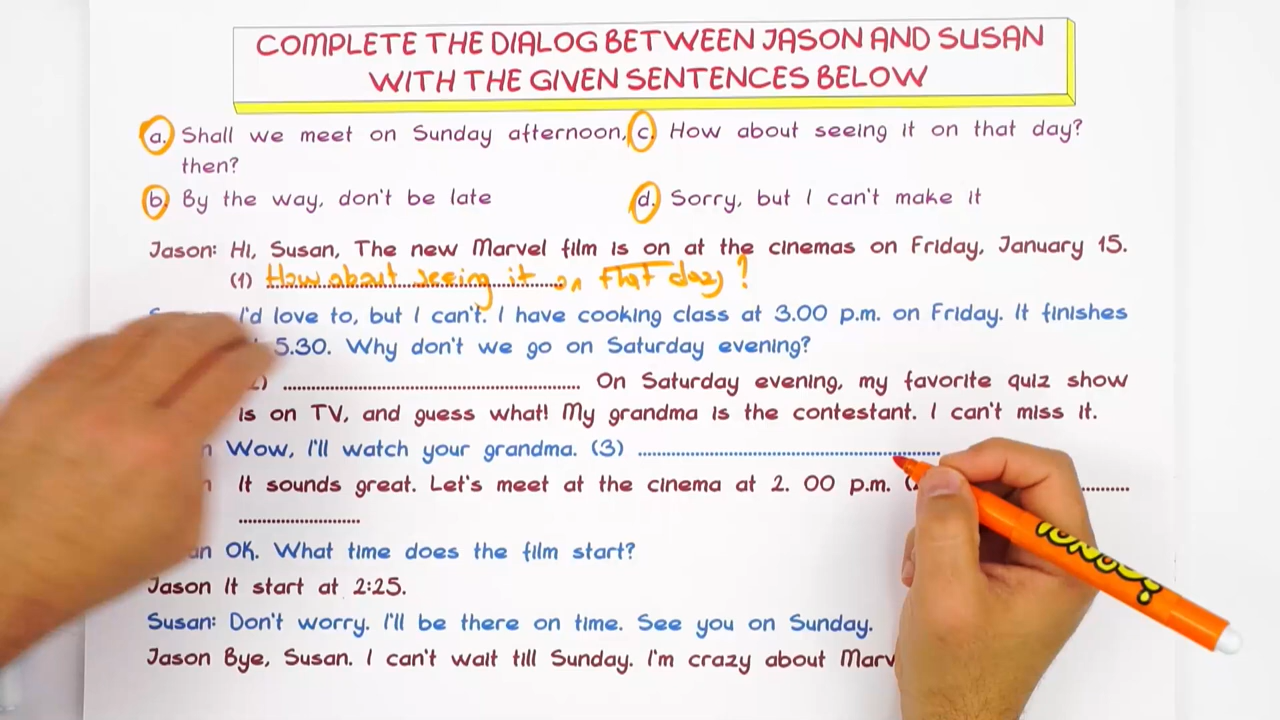 COMPLETE THE DIALOG BETWEEN JASON AND SUSAN
WITH THE GIVEN SENTENCES BELOW
a. Shall we meet on Sunday afternoon, c. How about seeing it on that day?
then?
b. By the way, don't be late d. Sorry, but I can't make it
Jason: Hi, Susan, The new Marvel film is on at the cinemas on Friday, January 15.
(1) How about seeing it on that day?
I'd love to, but I can't. I have cooking class at 3.00 p.m. on Friday. It finishes
5.30. Why don't we go on Saturday evening?
On Saturday evening, my favorite quiz show
is on TV, and guess what! My grandma is the contestant. I can't miss it.
Wow, I'll watch your grandma. (3)
It sounds great. Let's meet at the cinema at 2. 00 p.m.
OK. What time does the film start?
Jason It start at 2:25.
Susan: Don't worry. I'll be there on time. See you on Sunday.
Jason Bye, Susan. I can't wait till Sunday. I'm crazy about Marv